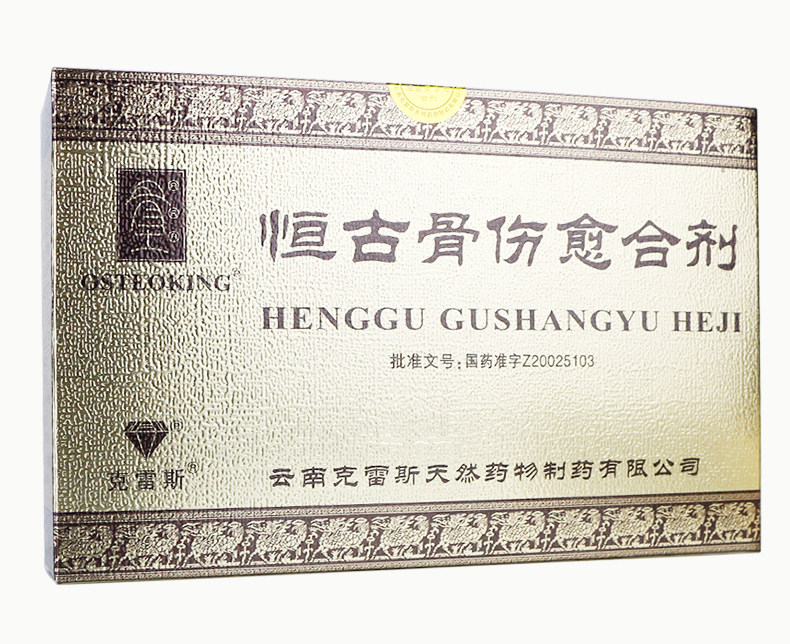 OSTEOKING®
恒古骨伤愈合剂
HENGGU GUSHANGYU HEJI
批准文号:国药准字Z20025103
®
克雷斯®
云南克雷斯天然药物制药有限公司